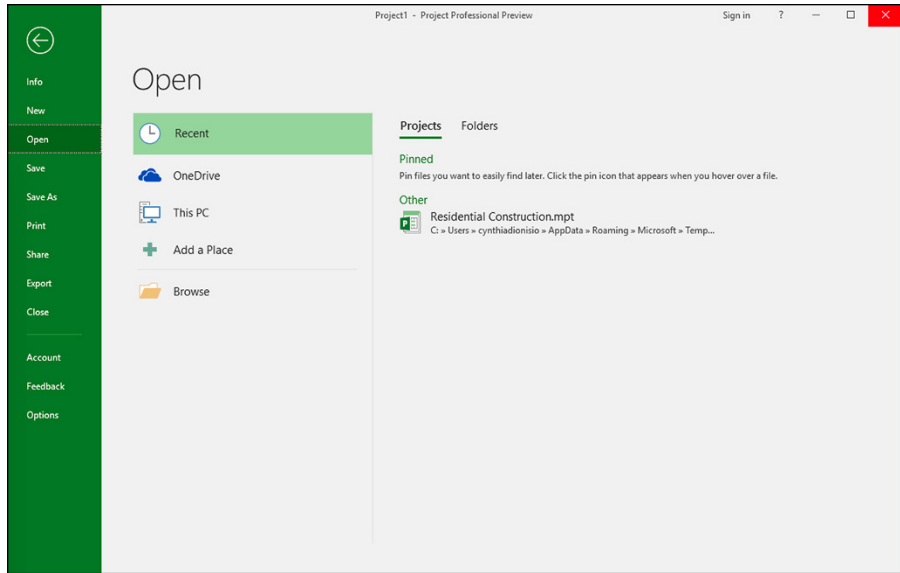 Project1 - Project Professional Preview
Sign in
?
Info
New
Open
Save
Save As
Print
Share
Export
Close
Account
Feedback
Options
Open
Recent
OneDrive
This PC
Add a Place
Browse
Projects Folders
Pinned
Pin files you want to easily find later. Click the pin icon that appears when you hover over a file.
Other
Residential Construction.mpt
C: » Users » cynthiadionisio » AppData » Roaming » Microsoft » Temp...